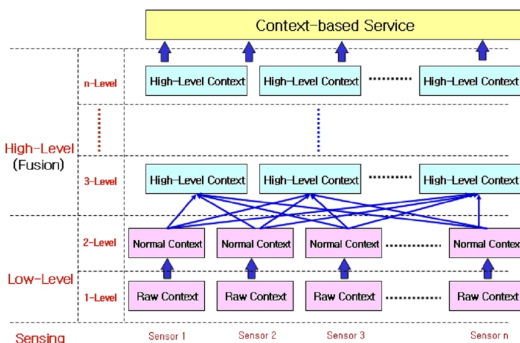 Context-based Service
n-Level
High-Level Context
High-Level Context
High-Level Context
High-Level
(Fusion)
3-Level
High-Level Context
High-Level Context
High-Level Context
2-Level
Normal Context
Normal Context
Normal Context
Normal Context
Low-Level
1-Level
Raw Context
Raw Context
Raw Context
Raw Context
Sensing
Sensor 1
Sensor 2
Sensor 3
Sensor n